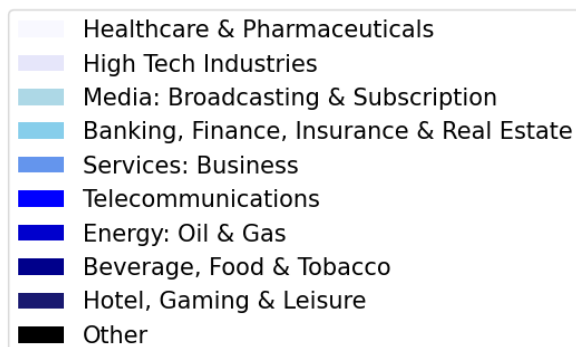 Healthcare & Pharmaceuticals
High Tech Industries
Media: Broadcasting & Subscription
Banking, Finance, Insurance & Real Estate
Services: Business
Telecommunications
Energy: Oil & Gas
Beverage, Food & Tobacco
Hotel, Gaming & Leisure
Other